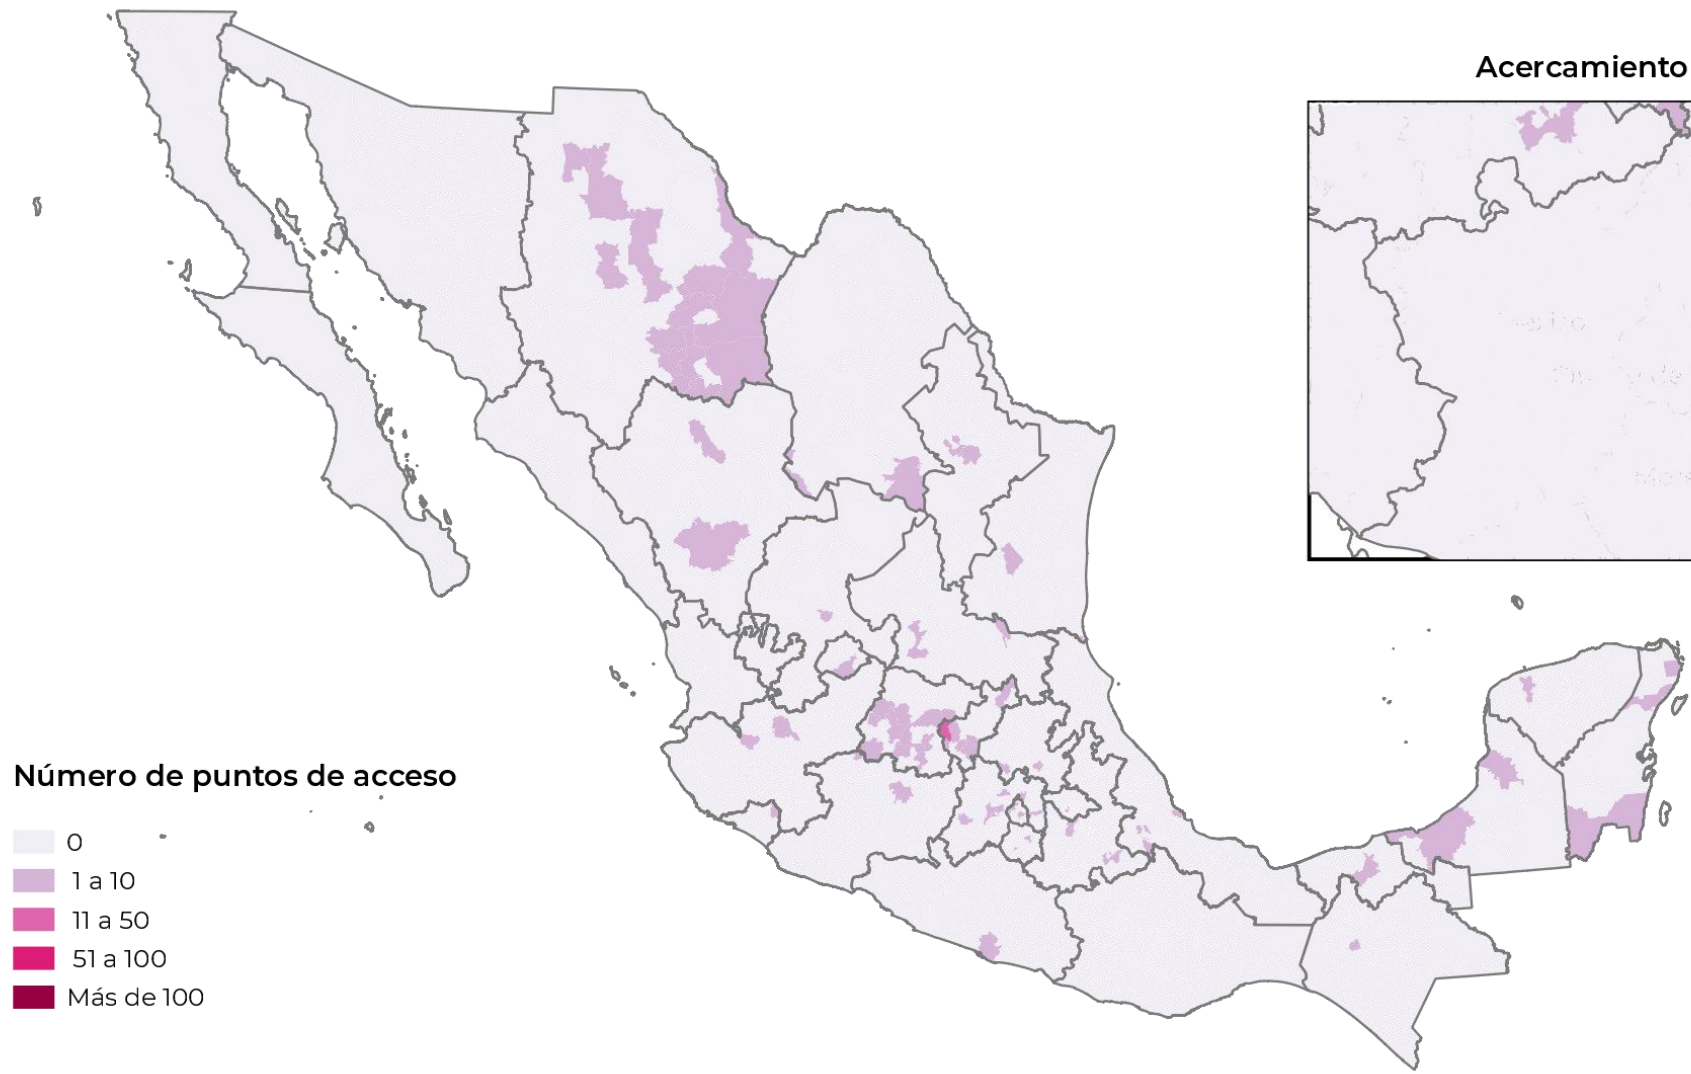 Acercamiento
Número de puntos de acceso
0
1 a 10
11 a 50
51 a 100
Más de 100